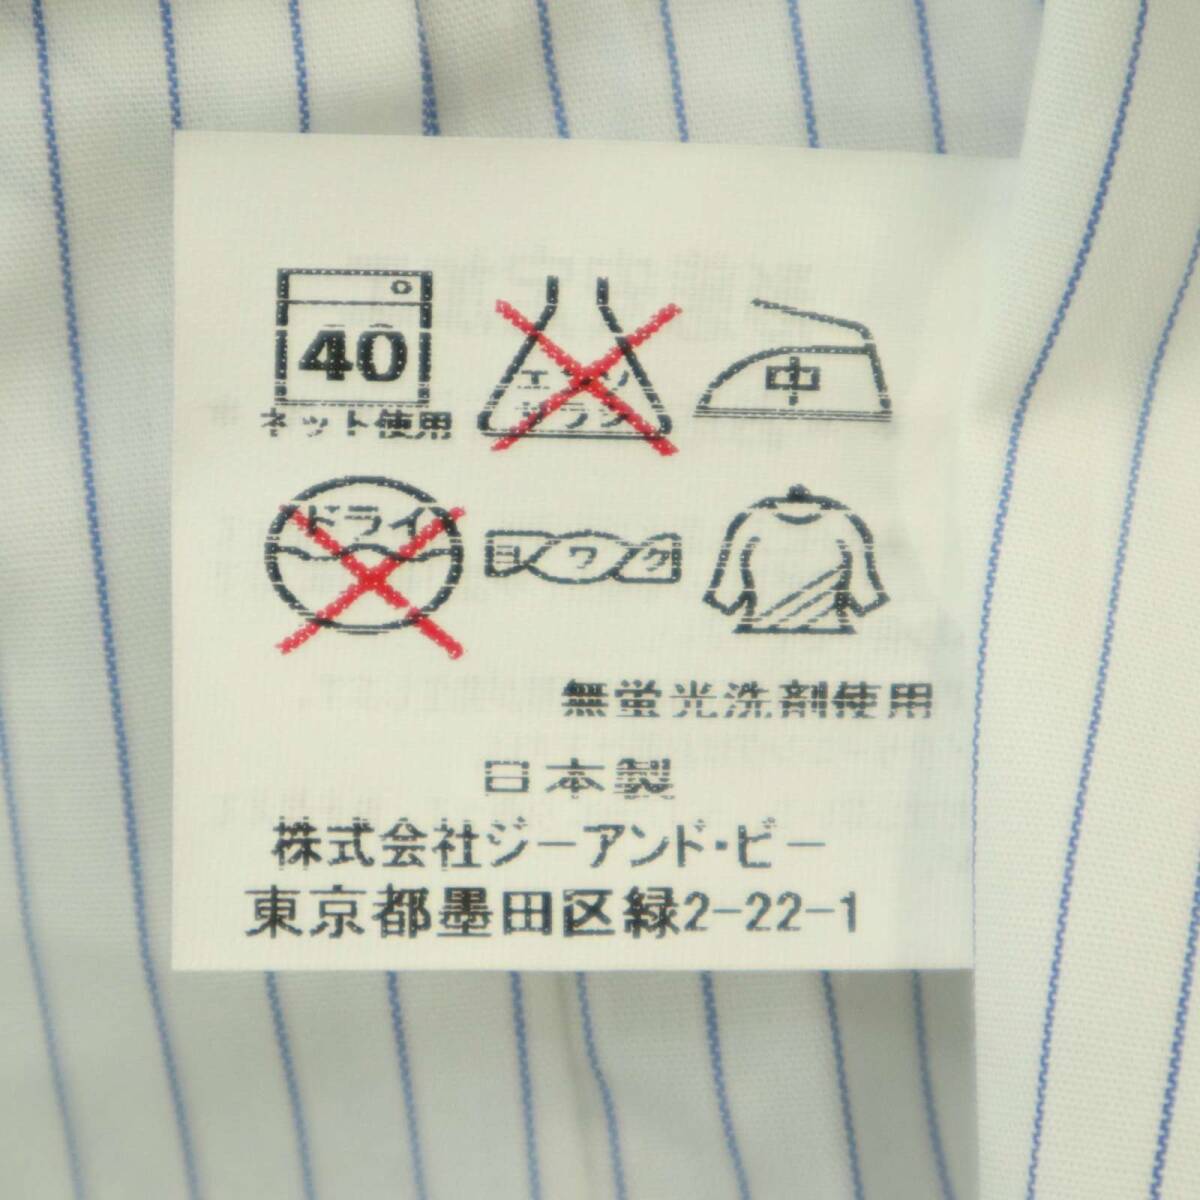 40
ネット使用
エンソ
サラシ
中
ドライ
ヨワク
無蛍光洗剤使用
日本製
株式会社ジーアンド・ビー
東京都墨田区緑2-22-1